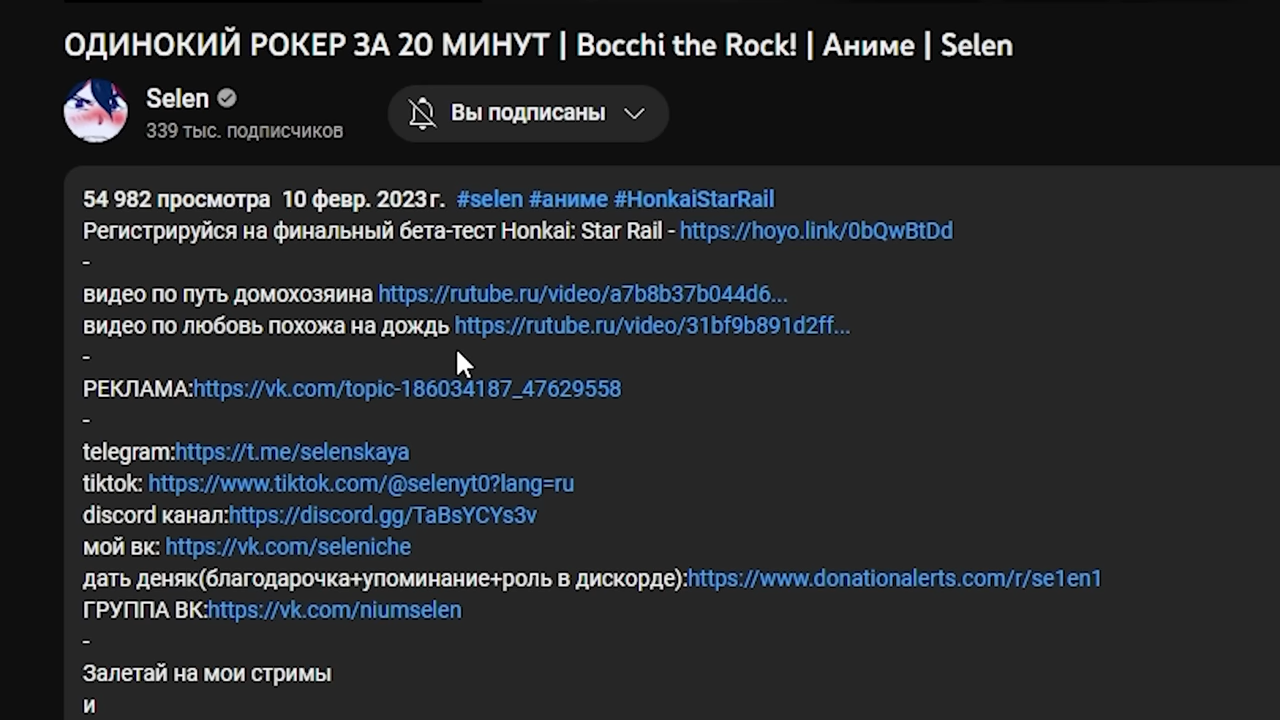 ОДИНОКИЙ РОКЕР ЗА 20 МИНУТ | Bocchi the Rock! | Аниме | Selen
Selen
339 тыс. подписчиков
Вы подписаны
54 982 просмотра 10 февр. 2023 г. #selen #аниме #HonkaiStarRail
Регистрируйся на финальный бета-тест Honkai: Star Rail - https://hoyo.link/0bQwBtDd
-
видео по путь домохозяина https://rutube.ru/video/a7b8b37b044d6...
видео по любовь похожа на дождь https://rutube.ru/video/31bf9b891d2ff...
-
РЕКЛАМА:https://vk.com/topic-186034187_47629558
-
telegram:https://t.me/selenskaya
tiktok: https://www.tiktok.com/@selenyt0?lang=ru
discord канал:https://discord.gg/TaBsYCYs3v
мой вк: https://vk.com/seleniche
дать деняк(благодарочка+упоминание+роль в дискорде):https://www.donationalerts.com/r/se1en1
ГРУППА ВК:https://vk.com/niumselen
-
Залетай на мои стримы
и